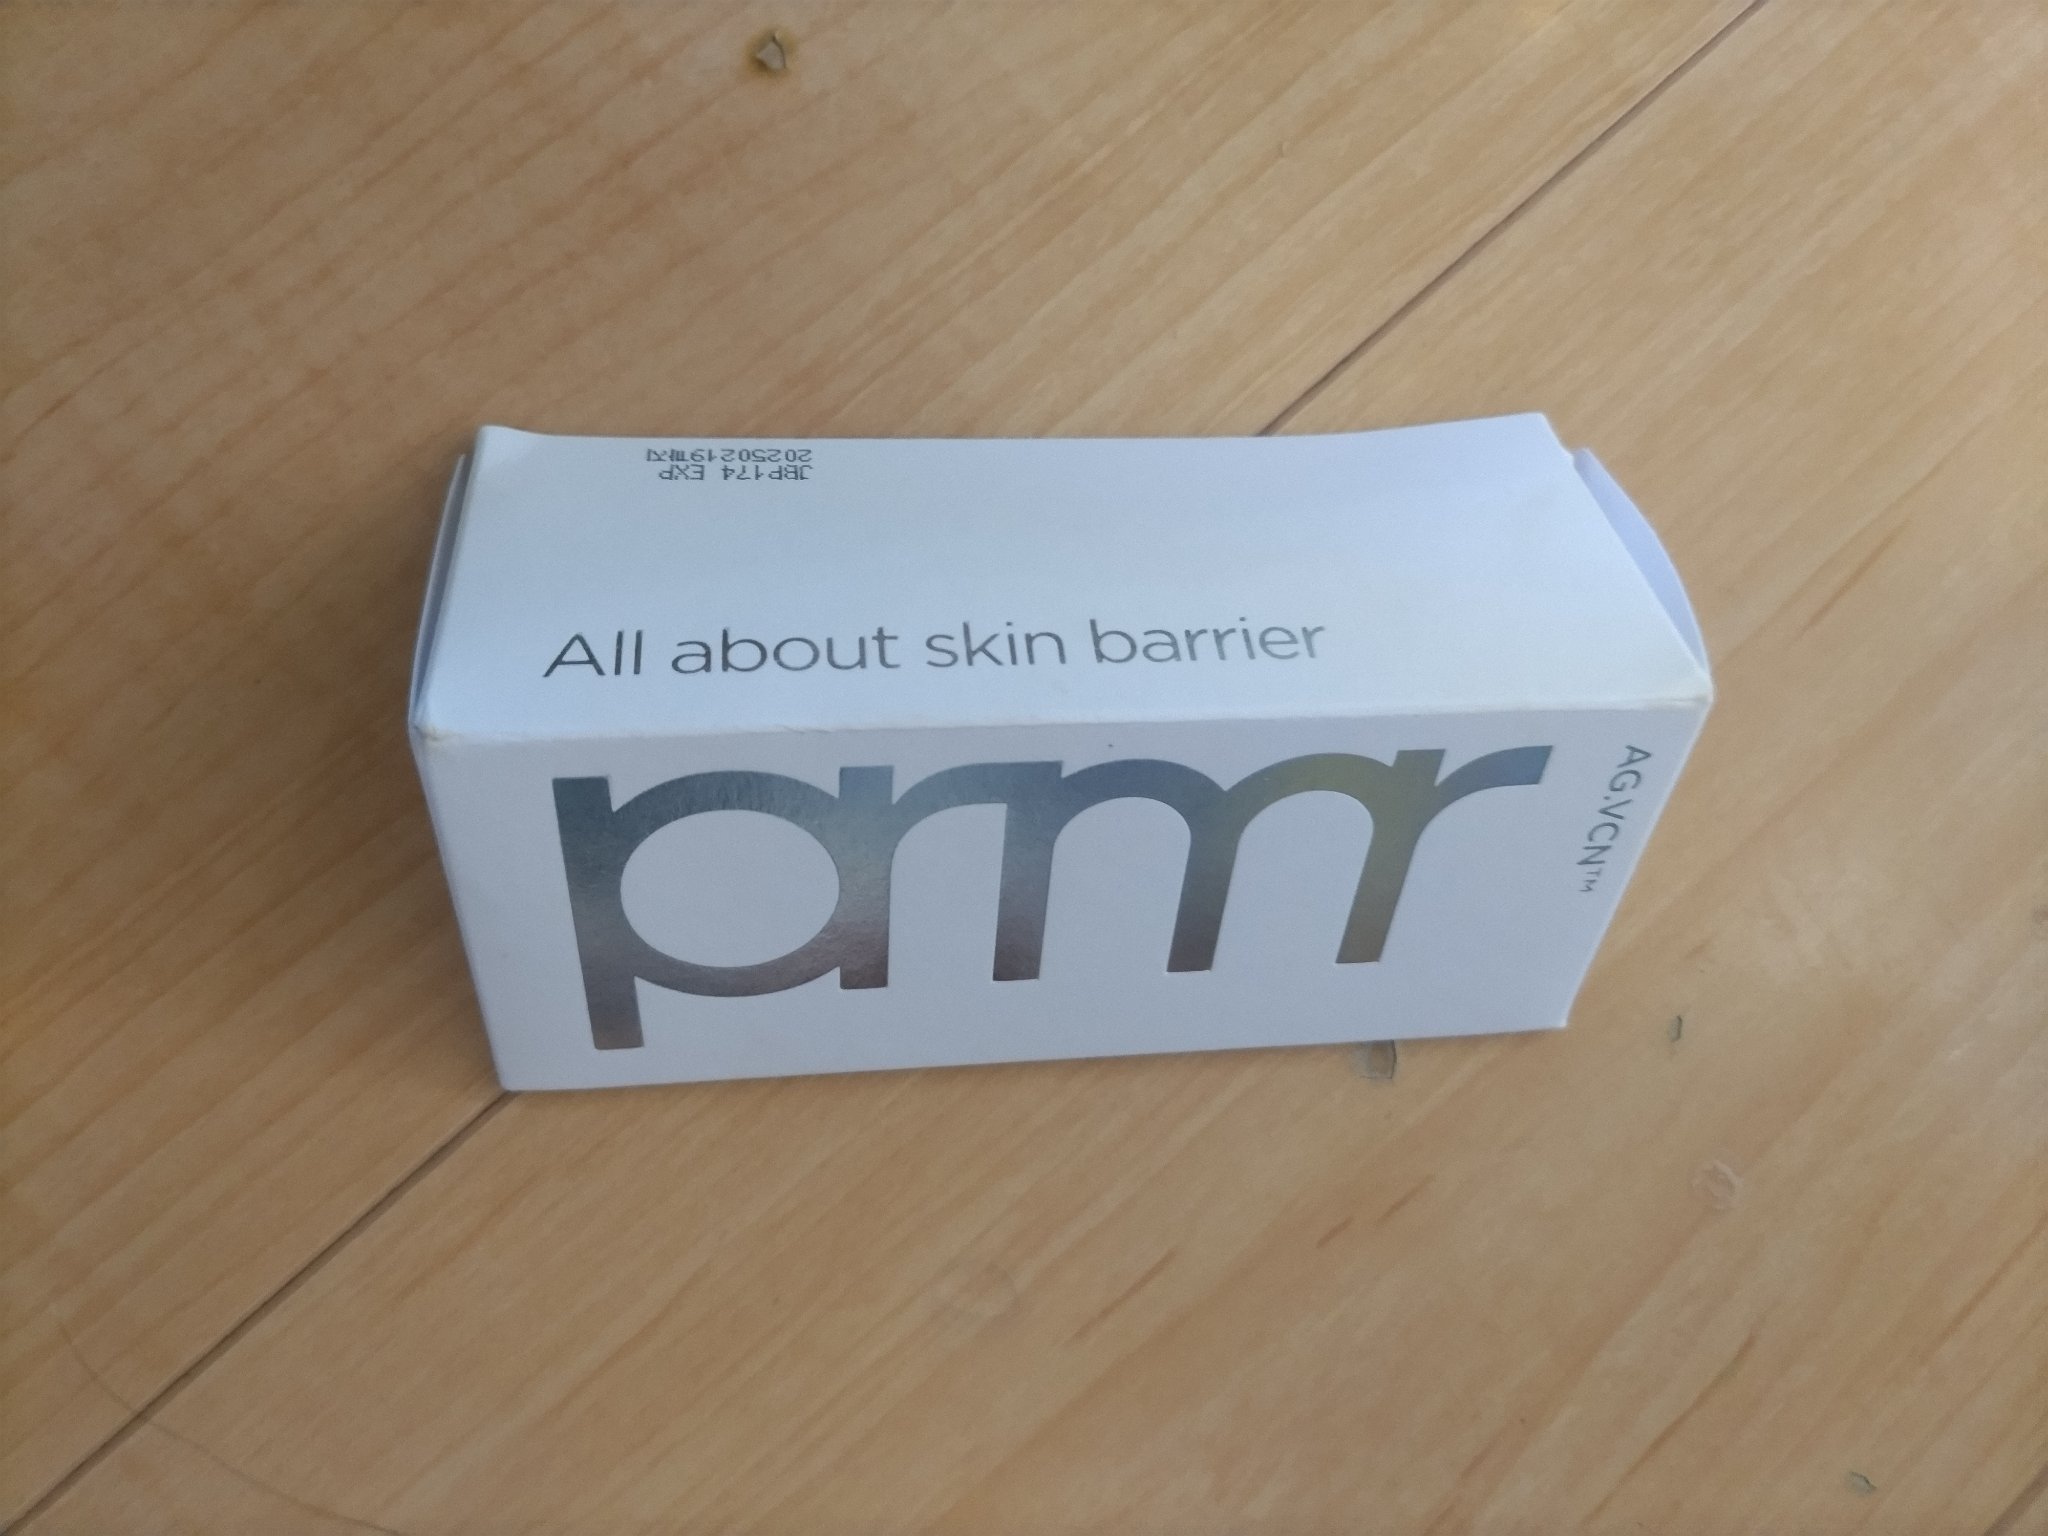 JBP174 EXP
20250219까지
All about skin barrier
prmr
AG.VCN™